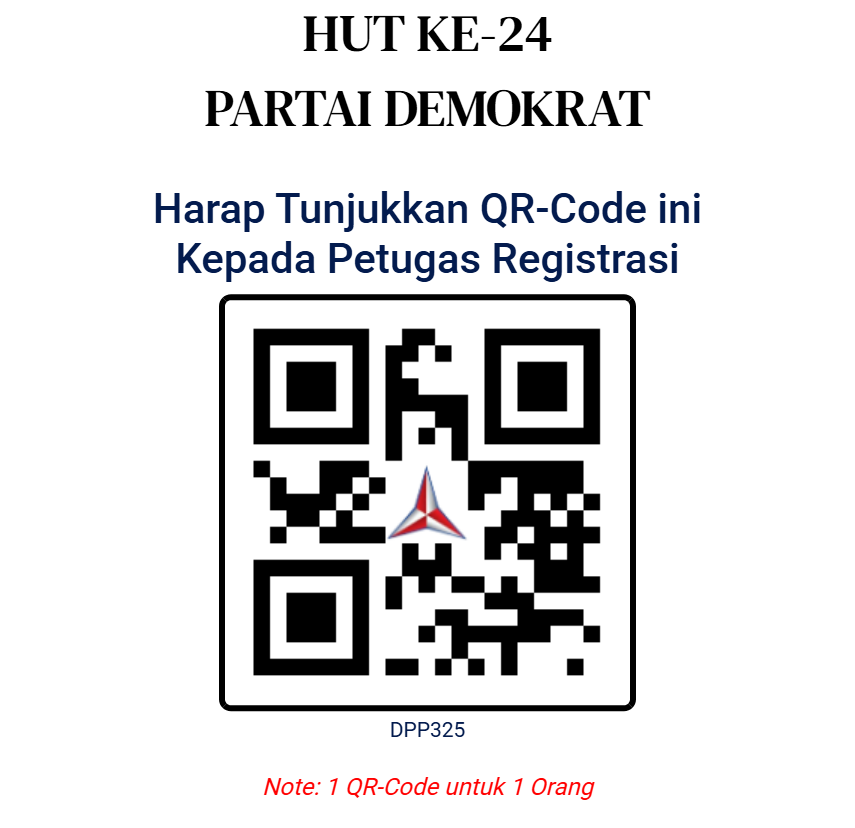 HUT KE-24
PARTAI DEMOKRAT
Harap Tunjukkan QR-Code ini
Kepada Petugas Registrasi
DPP325
Note: 1 QR-Code untuk 1 Orang